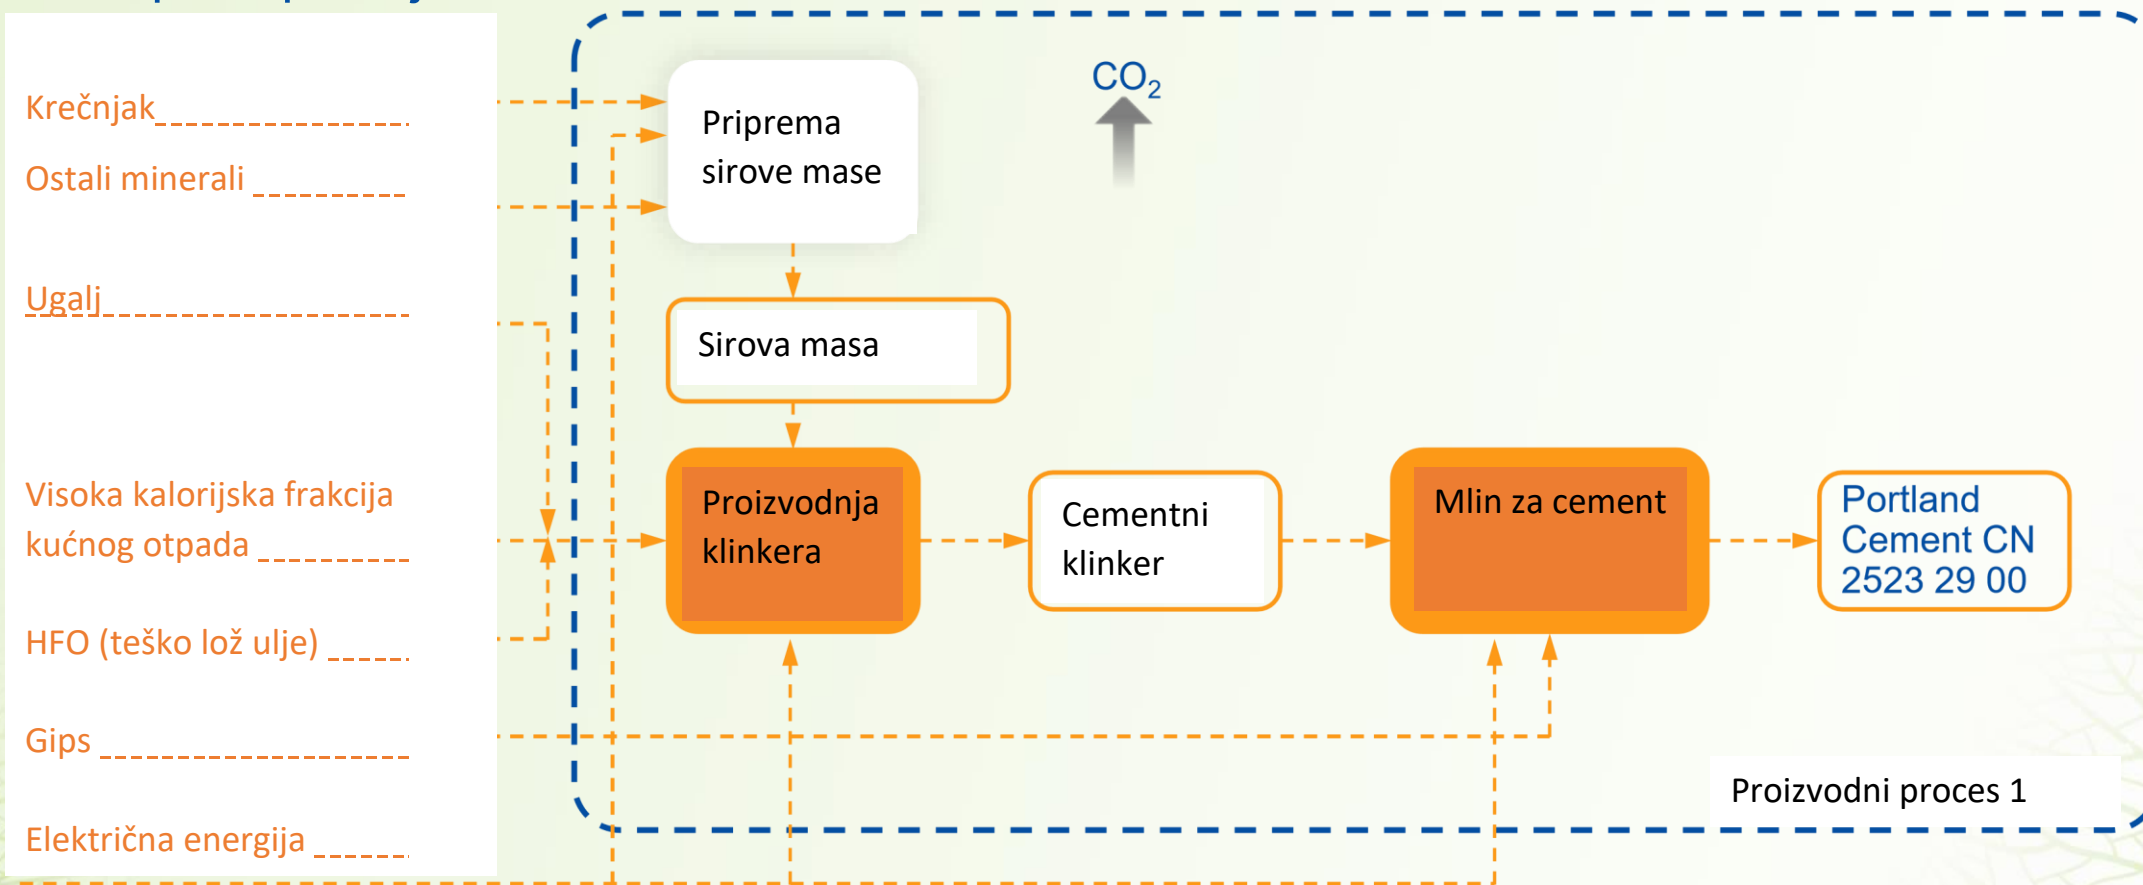 Krečnjak
Ostali minerali
Ugalj
Visoka kalorijska frakcija
kućnog otpada
HFO (teško lož ulje)
Gips
Električna energija
Priprema
sirove mase
CO₂
Sirova masa
Proizvodnja
klinkera
Cementni
klinker
Mlin za cement
Portland
Cement CN
2523 29 00
Proizvodni proces 1